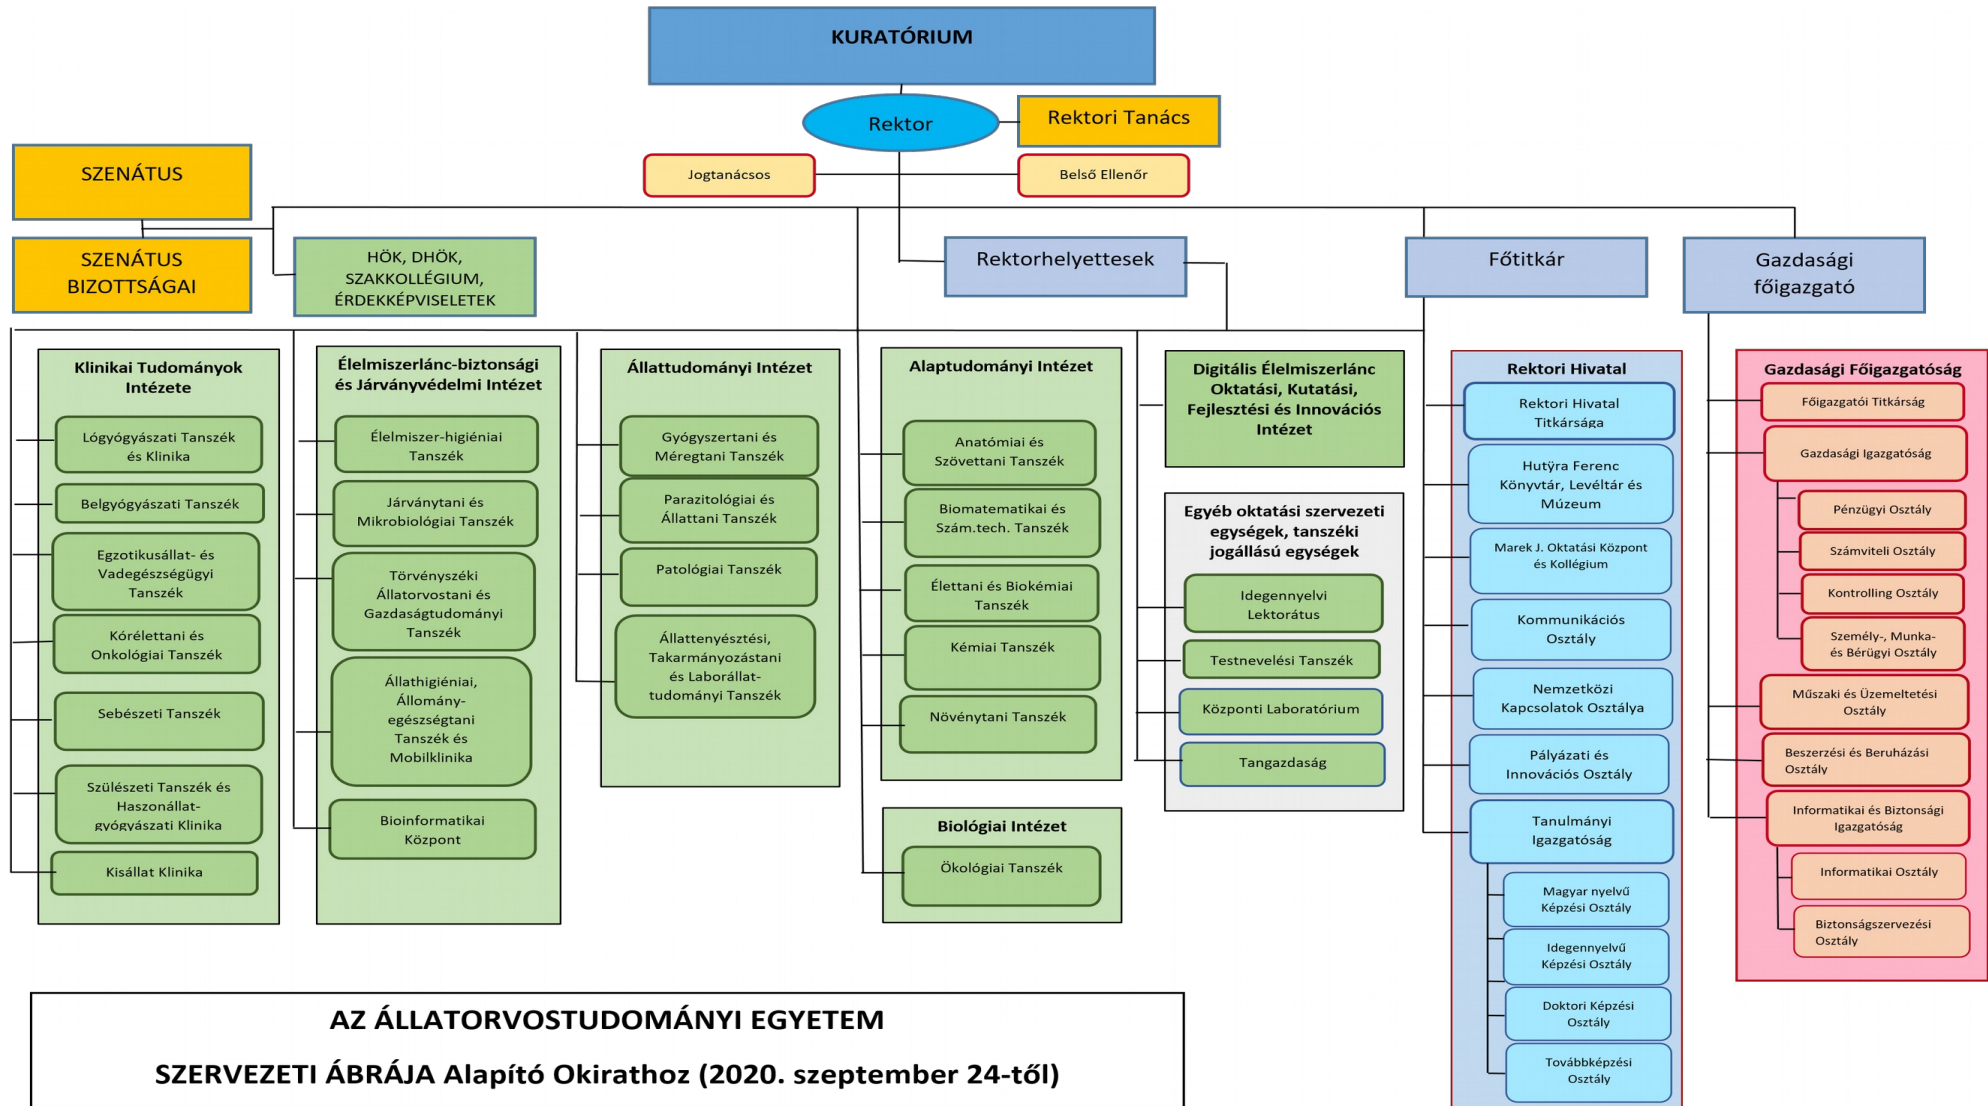 KURATÓRIUM
Rektor
Rektori Tanács
Jogtanácsos
Belső Ellenőr
SZENÁTUS
SZENÁTUS
BIZOTTSÁGAI
HÖK, DHÖK,
SZAKKOLLÉGIUM,
ÉRDEKKÉPVISELETEK
Rektorhelyettesek
Főtitkár
Gazdasági
főigazgató
Klinikai Tudományok
Intézete
Lógyógyászati Tanszék
és Klinika
Belgyógyászati Tanszék
Egzotikusállat- és
Vadegészségügyi
Tanszék
Kórélettani és
Onkológiai Tanszék
Sebészeti Tanszék
Szülészeti Tanszék és
Haszonállat-
gyógyászati Klinika
Kisállat Klinika
Élelmiszerlánc-biztonsági
és Járványvédelmi Intézet
Élelmiszer-higiéniai
Tanszék
Járványtani és
Mikrobiológiai Tanszék
Törvényszéki
Állatorvostani és
Gazdaságtudományi
Tanszék
Állathigiéniai,
Állomány-
egészségtani
Tanszék és
Mobilklinika
Bioinformatikai
Központ
Állattudományi Intézet
Gyógyszertani és
Méregtani Tanszék
Parazitológiai és
Állattani Tanszék
Patológiai Tanszék
Állattenyésztési,
Takarmányozástani
és Laborállat-
tudományi Tanszék
Alaptudományi Intézet
Anatómiai és
Szövettani Tanszék
Biomatematikai és
Szám.tech. Tanszék
Élettani és Biokémiai
Tanszék
Kémiai Tanszék
Növénytani Tanszék
Biológiai Intézet
Ökológiai Tanszék
Digitális Élelmiszerlánc
Oktatási, Kutatási,
Fejlesztési és Innovációs
Intézet
Egyéb oktatási szervezeti
egységek, tanszéki
jogállású egységek
Idegennyelvi
Lektorátus
Testnevelési Tanszék
Központi Laboratórium
Tangazdaság
Rektori Hivatal
Rektori Hivatal
Titkársága
Hutÿra Ferenc
Könyvtár, Levéltár és
Múzeum
Marek J. Oktatási Központ
és Kollégium
Kommunikációs
Osztály
Nemzetközi
Kapcsolatok Osztálya
Pályázati és
Innovációs Osztály
Tanulmányi
Igazgatóság
Magyar nyelvű
Képzési Osztály
Idegennyelvű
Képzési Osztály
Doktori Képzési
Osztály
Továbbképzési
Osztály
Gazdasági Főigazgatóság
Főigazgatói Titkárság
Gazdasági Igazgatóság
Pénzügyi Osztály
Számviteli Osztály
Kontrolling Osztály
Személy-, Munka-
és Bérügyi Osztály
Műszaki és Üzemeltetési
Osztály
Beszerzési és Beruházási
Osztály
Informatikai és Biztonsági
Igazgatóság
Informatikai Osztály
Biztonságszervezési
Osztály
AZ ÁLLATORVOSTUDOMÁNYI EGYETEM
SZERVEZETI ÁBRÁJA Alapító Okirathoz (2020. szeptember 24-től)